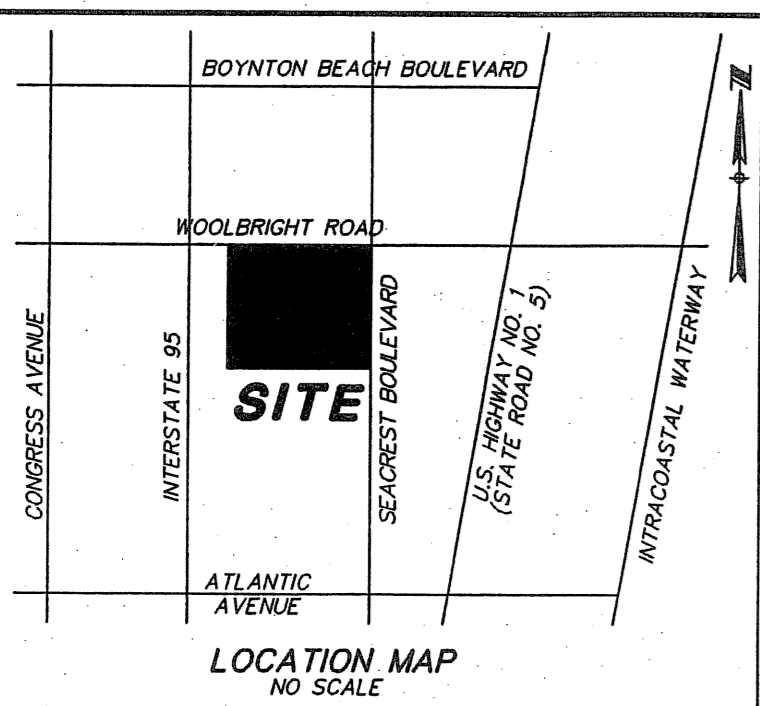 BOYNTON BEACH BOULEVARD
N
WOOLBRIGHT ROAD
CONGRESS AVENUE
INTERSTATE 95
SITE
SEACREST BOULEVARD
U.S. HIGHWAY NO. 1
(STATE ROAD NO. 5)
INTRACOASTAL WATERWAY
ATLANTIC
AVENUE
LOCATION MAP
NO SCALE